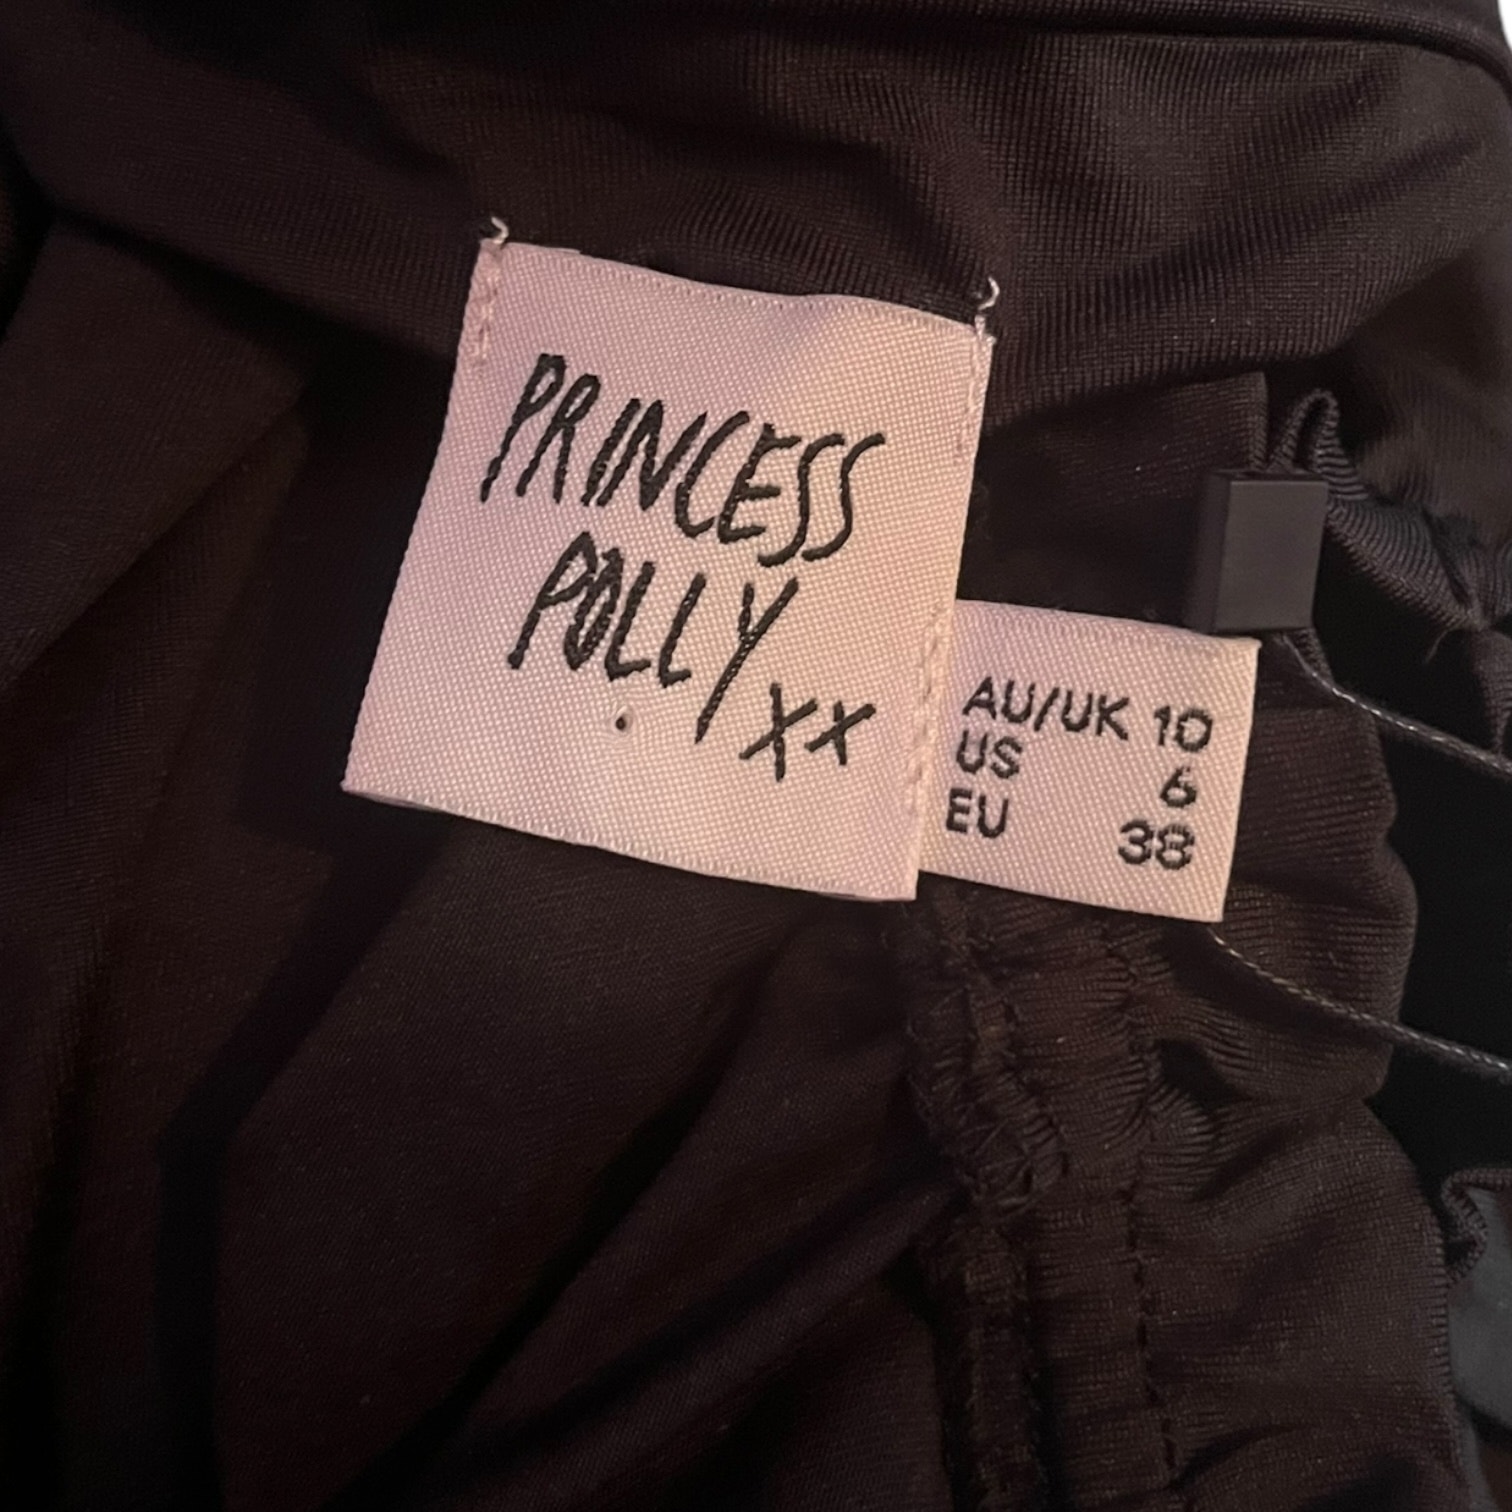 PRINCESS
POLLY
xx
AU/UK 10
US 6
EU 38